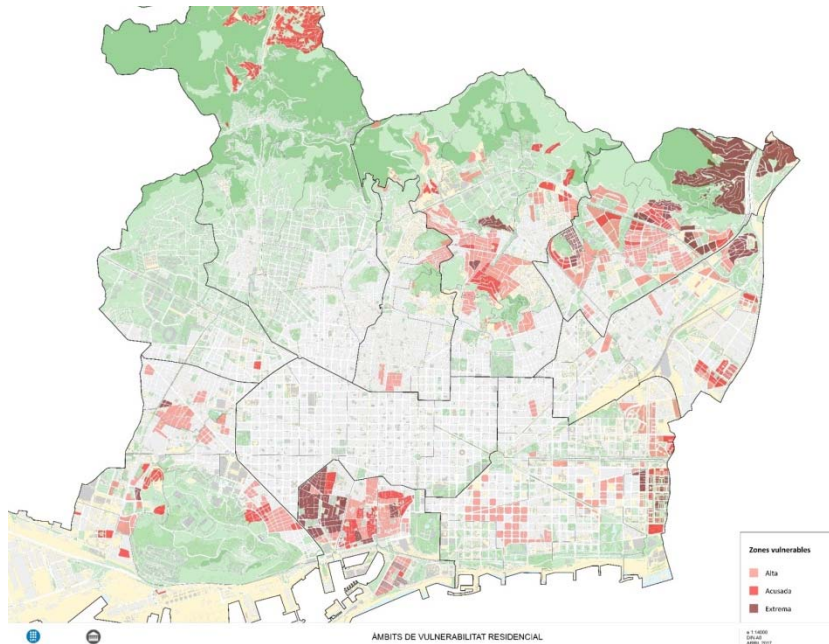 Zones vulnerables
Alta
Acusada
Extrema
ÀMBITS DE VULNERABILITAT RESIDENCIAL